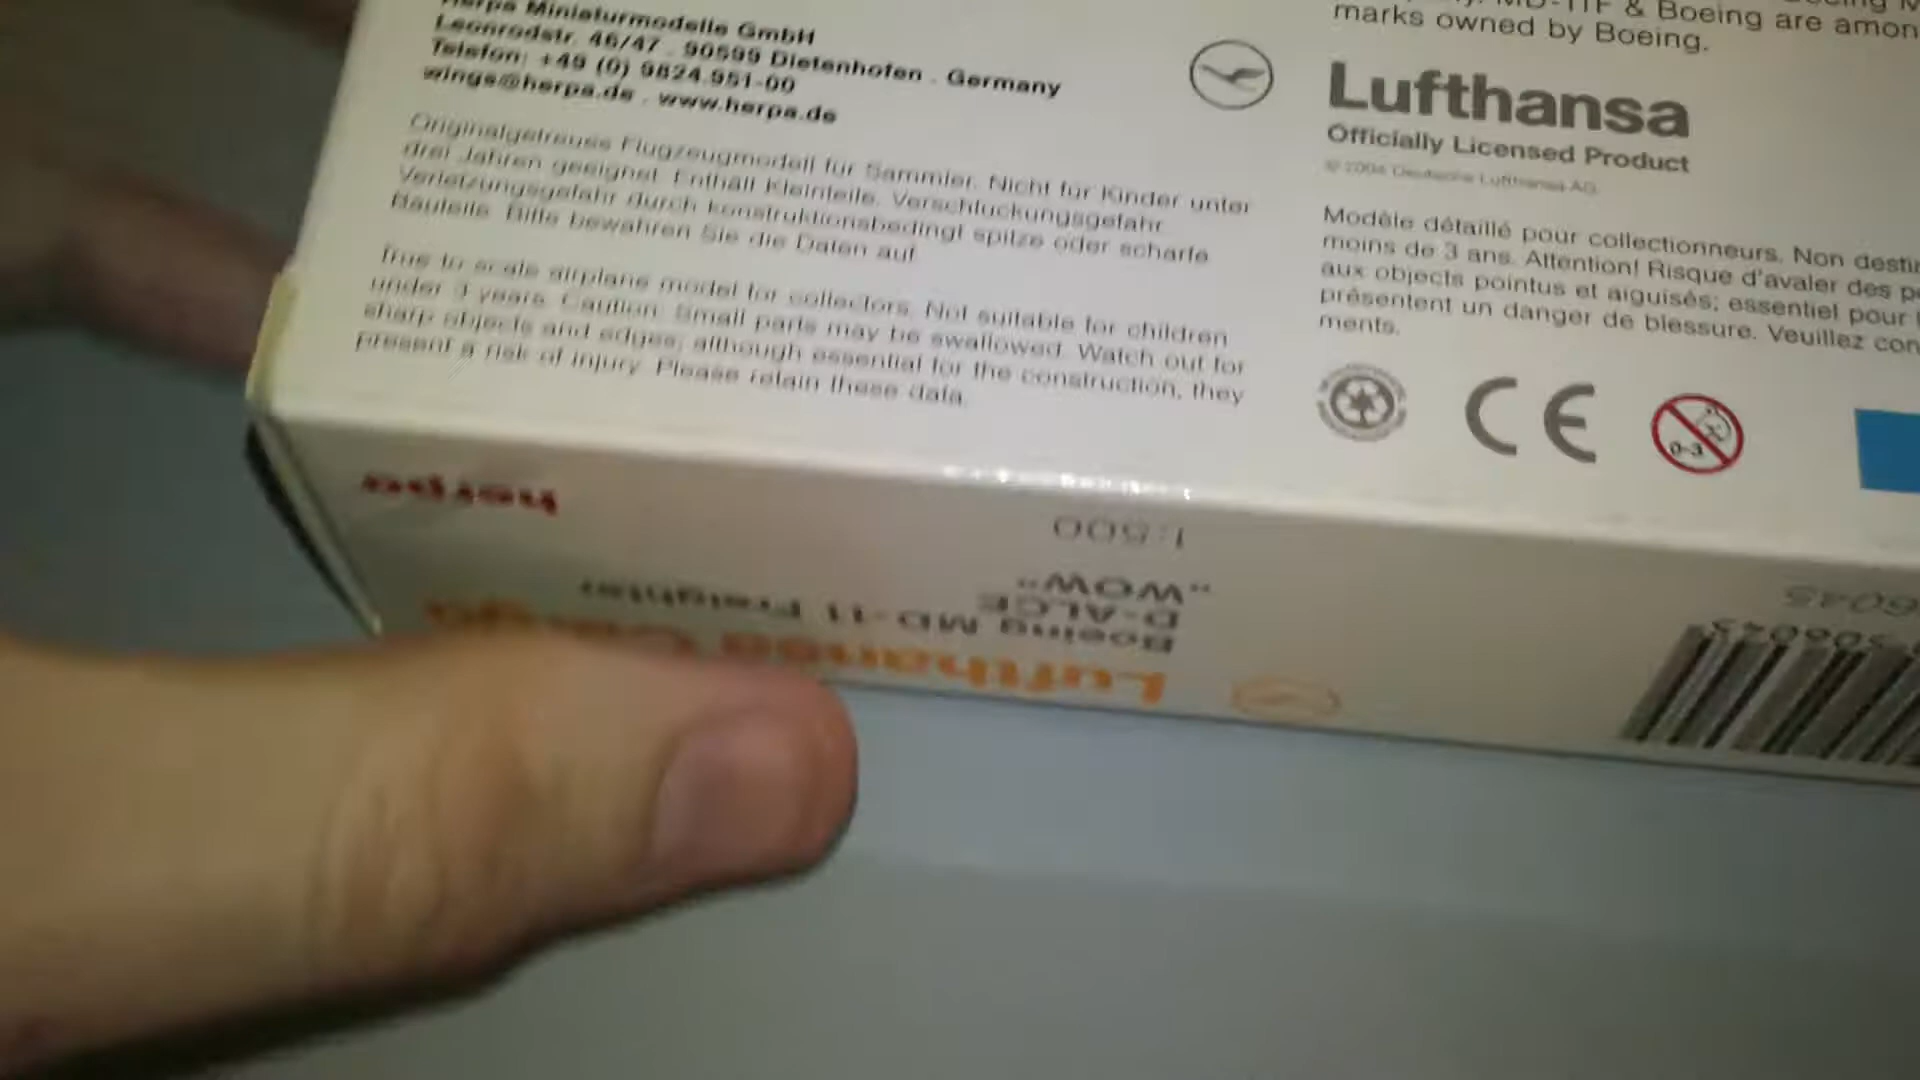 Herpa Miniaturmodelle GmbH
Leonrodstr. 46/47 . 90599 Dietenhofen . Germany
Telefon: +49 (0) 9824.951-00
wings@herpa.de . www.herpa.de
Originalgetreues Flugzeugmodell für Sammler. Nicht für Kinder unter
drei Jahren geeignet. Enthält Kleinteile. Verschluckungsgefahr.
Verletzungsgefahr durch konstruktionsbedingt spitze oder scharfe
Bauteile. Bitte bewahren Sie die Daten auf.
True to scale airplane model for collectors. Not suitable for children
under 3 years. Caution: Small parts may be swallowed. Watch out for
sharp objects and edges; although essential for the construction, they
present a risk of injury. Please retain these data.
& Boeing are amon
marks owned by Boeing.
Lufthansa
Officially Licensed Product
© 2004 Deutsche Lufthansa AG
Modèle détaillé pour collectionneurs. Non destin
moins de 3 ans. Attention! Risque d'avaler des p
aux objects pointus et aiguisés; essentiel pour l
présentent un danger de blessure. Veuillez con
ments.
CE
0-3
herpa
1:500
Lufthansa Cargo
Boeing MD-11 Freighter
D-ALCE
„WOW“